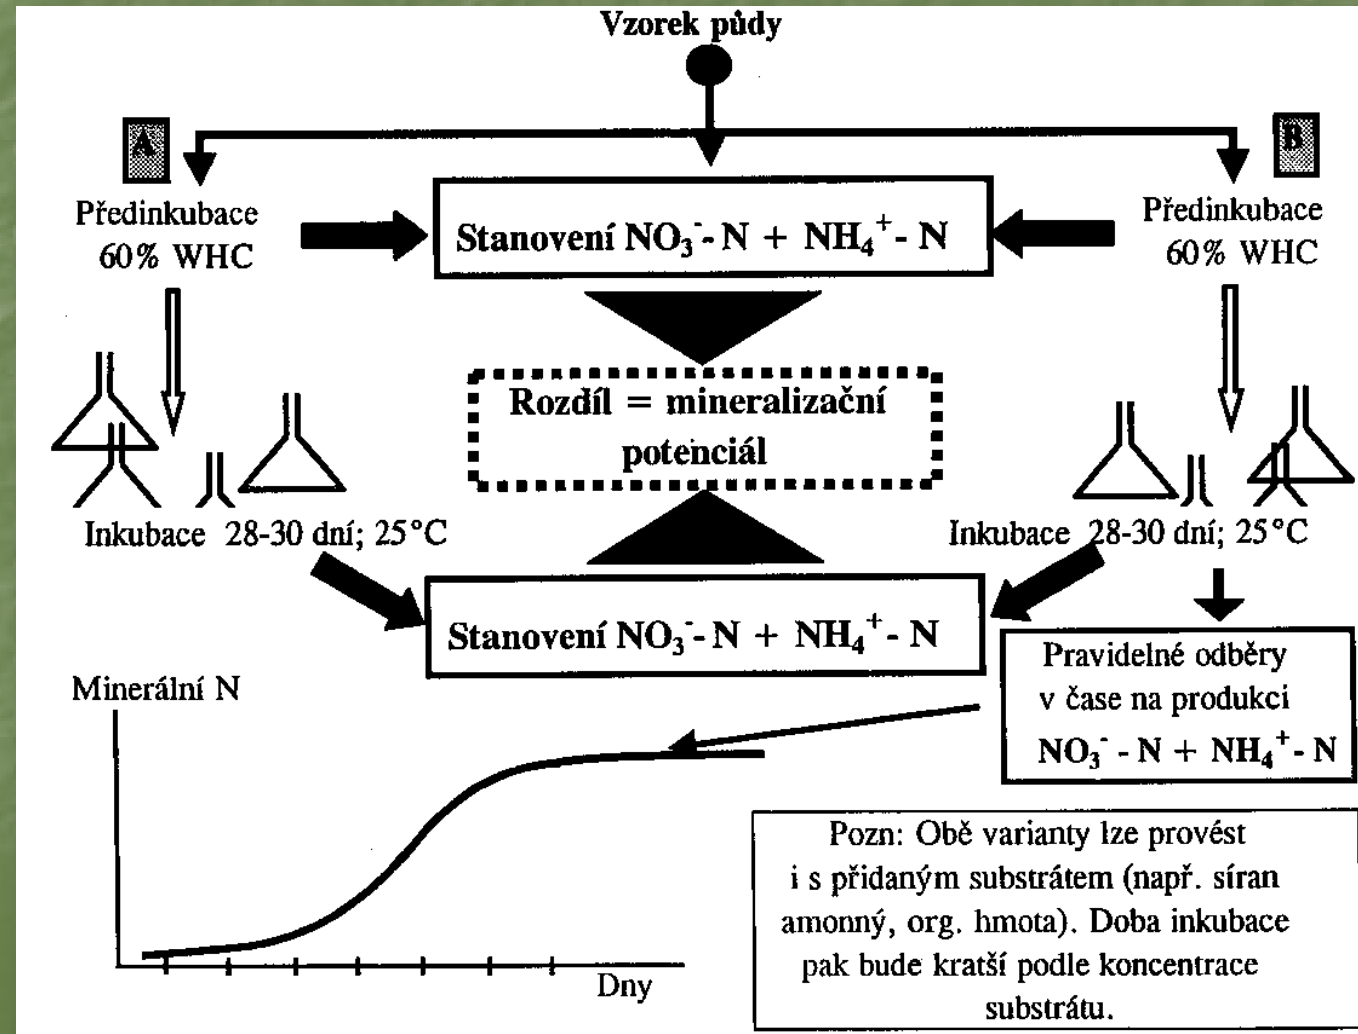 Vzorek půdy
A
B
Předinkubace
60% WHC
Stanovení NO₃⁻- N + NH₄⁺- N
Předinkubace
60% WHC
Rozdíl = mineralizační
potenciál
Inkubace 28-30 dní; 25°C
Inkubace 28-30 dní; 25°C
Stanovení NO₃⁻- N + NH₄⁺- N
Pravidelné odběry
v čase na produkci
NO₃⁻ - N + NH₄⁺- N
Minerální N
Dny
Pozn: Obě varianty lze provést
i s přidaným substrátem (např. síran
amonný, org. hmota). Doba inkubace
pak bude kratší podle koncentrace
substrátu.